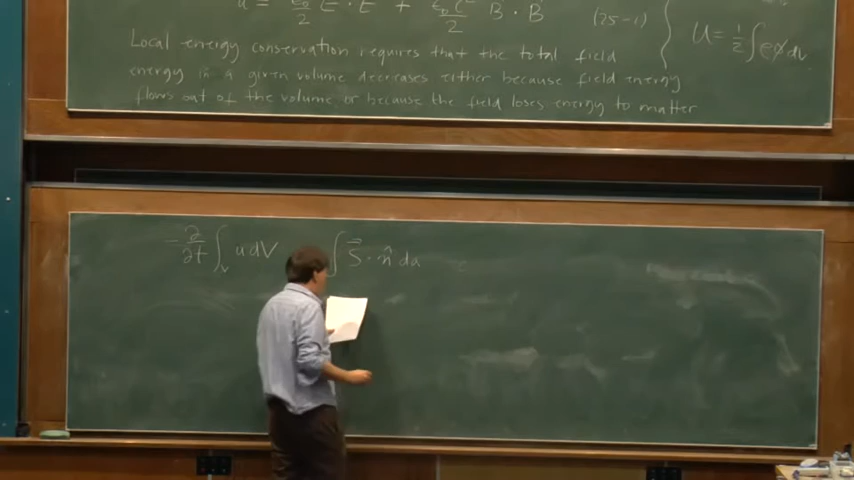 u = ε₀/2 E · E + ε₀c²/2 B · B (25-1)
U = 1/2 ∫ρφdv
Local energy conservation requires that the total field
energy in a given volume decreases either because field energy
flows out of the volume, or because the field loses energy to matter
-∂/∂t ∫_V u dV ∫ S⃗ · n̂ da